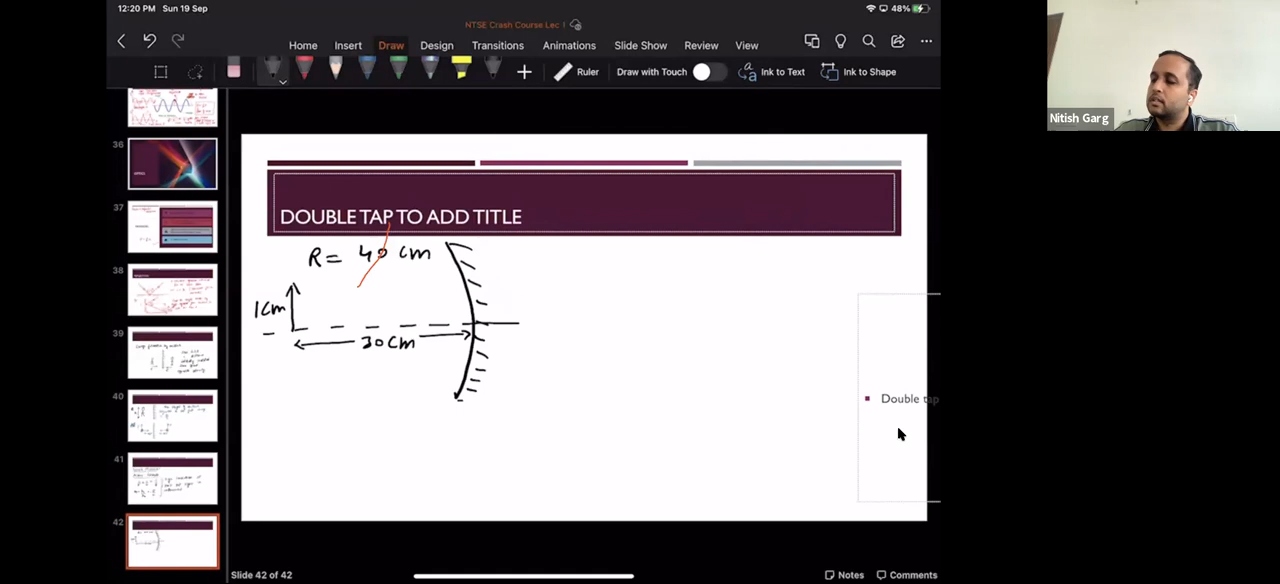 12:20 PM Sun 19 Sep
48%
NTSE Crash Course Lec 1
Home Insert Draw Design Transitions Animations Slide Show Review View
Ruler Draw with Touch Ink to Text Ink to Shape
Nitish Garg
36
37
38
39
40
41
42
DOUBLE TAP TO ADD TITLE
R = 40 cm
1cm
30cm
Double tap
Slide 42 of 42
Notes Comments